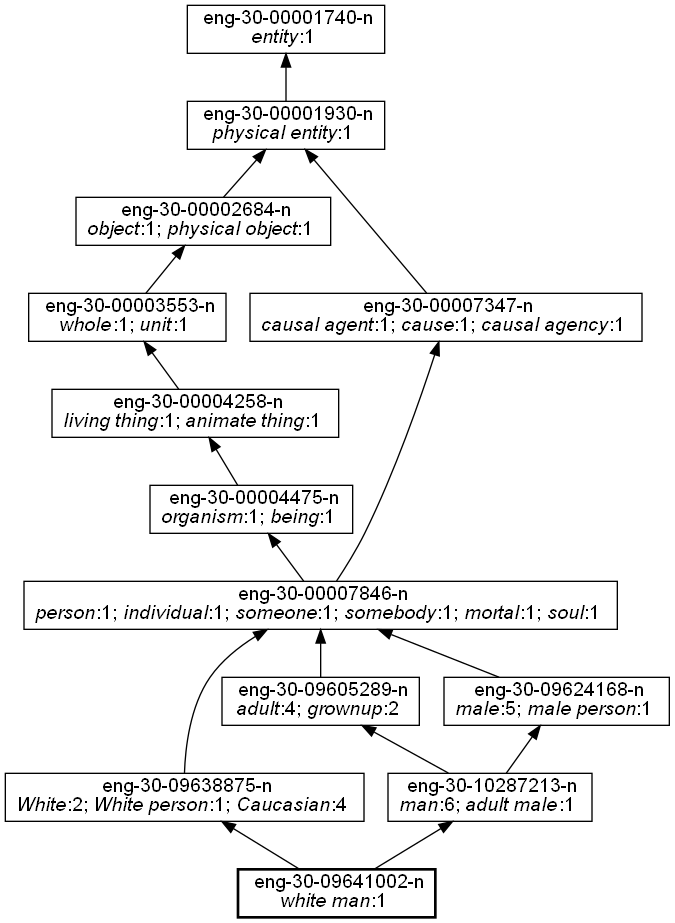 eng-30-00001740-n
entity:1
eng-30-00001930-n
physical entity:1
eng-30-00002684-n
object:1; physical object:1
eng-30-00003553-n
whole:1; unit:1
eng-30-00007347-n
causal agent:1; cause:1; causal agency:1
eng-30-00004258-n
living thing:1; animate thing:1
eng-30-00004475-n
organism:1; being:1
eng-30-00007846-n
person:1; individual:1; someone:1; somebody:1; mortal:1; soul:1
eng-30-09605289-n
adult:4; grownup:2
eng-30-09624168-n
male:5; male person:1
eng-30-09638875-n
White:2; White person:1; Caucasian:4
eng-30-10287213-n
man:6; adult male:1
eng-30-09641002-n
white man:1